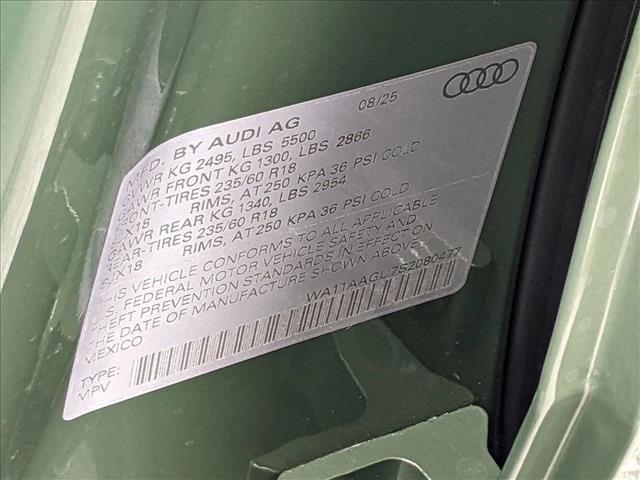 MFD. BY AUDI AG 08/25
GAWR KG 2495, LBS 5500
GAWR FRONT KG 1300, LBS 2866
FRONT-TIRES 235/60 R18
8JX18 RIMS, AT 250 KPA 36 PSI COLD
GAWR REAR KG 1340, LBS 2954
REAR-TIRES 235/60 R18
8JX18 RIMS, AT 250 KPA 36 PSI COLD
THIS VEHICLE CONFORMS TO ALL APPLICABLE
U.S. FEDERAL MOTOR VEHICLE SAFETY AND
THEFT PREVENTION STANDARDS IN EFFECT ON
THE DATE OF MANUFACTURE SHOWN ABOVE.
MEXICO
WA11AAGU7S2080477
TYPE:
MPV